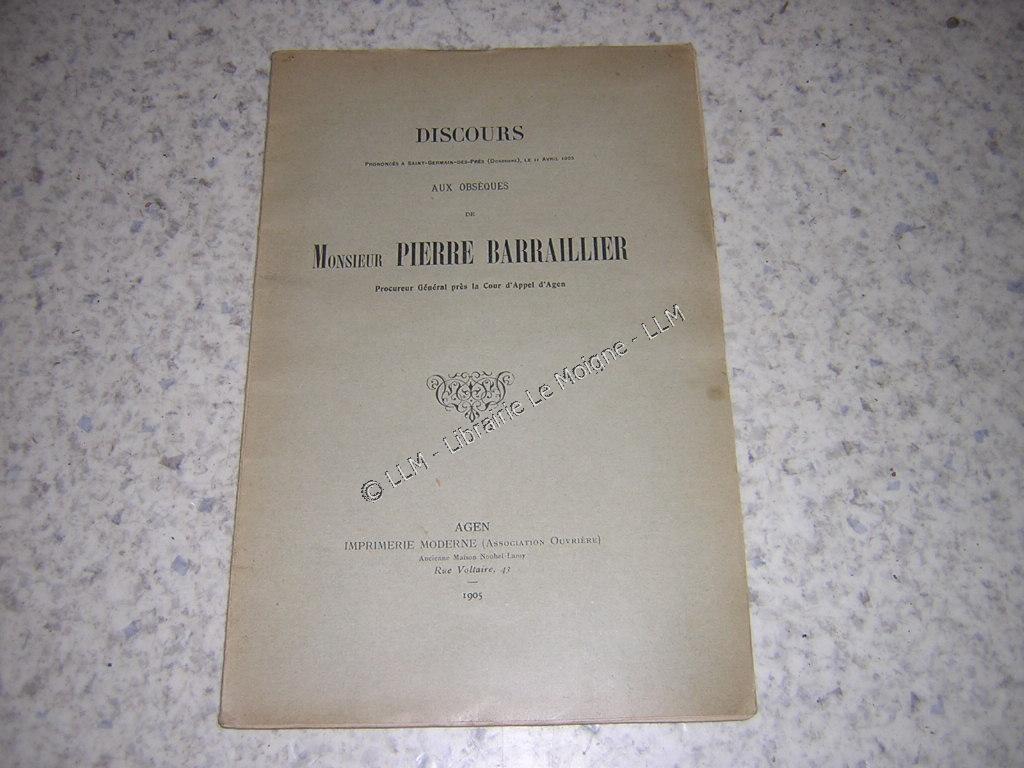 DISCOURS
PRONONCÉS A SAINT-GERMAIN-DES-PRÈS (DORDOGNE), LE 11 AVRIL 1905
AUX OBSÈQUES
DE
MONSIEUR PIERRE BARRAILLIER
Procureur Général près la Cour d'Appel d'Agen
© LLM - Librairie Le Moigne - LLM
AGEN
IMPRIMERIE MODERNE (ASSOCIATION OUVRIÈRE)
Ancienne Maison Noubel-Lamy
Rue Voltaire, 43
1905